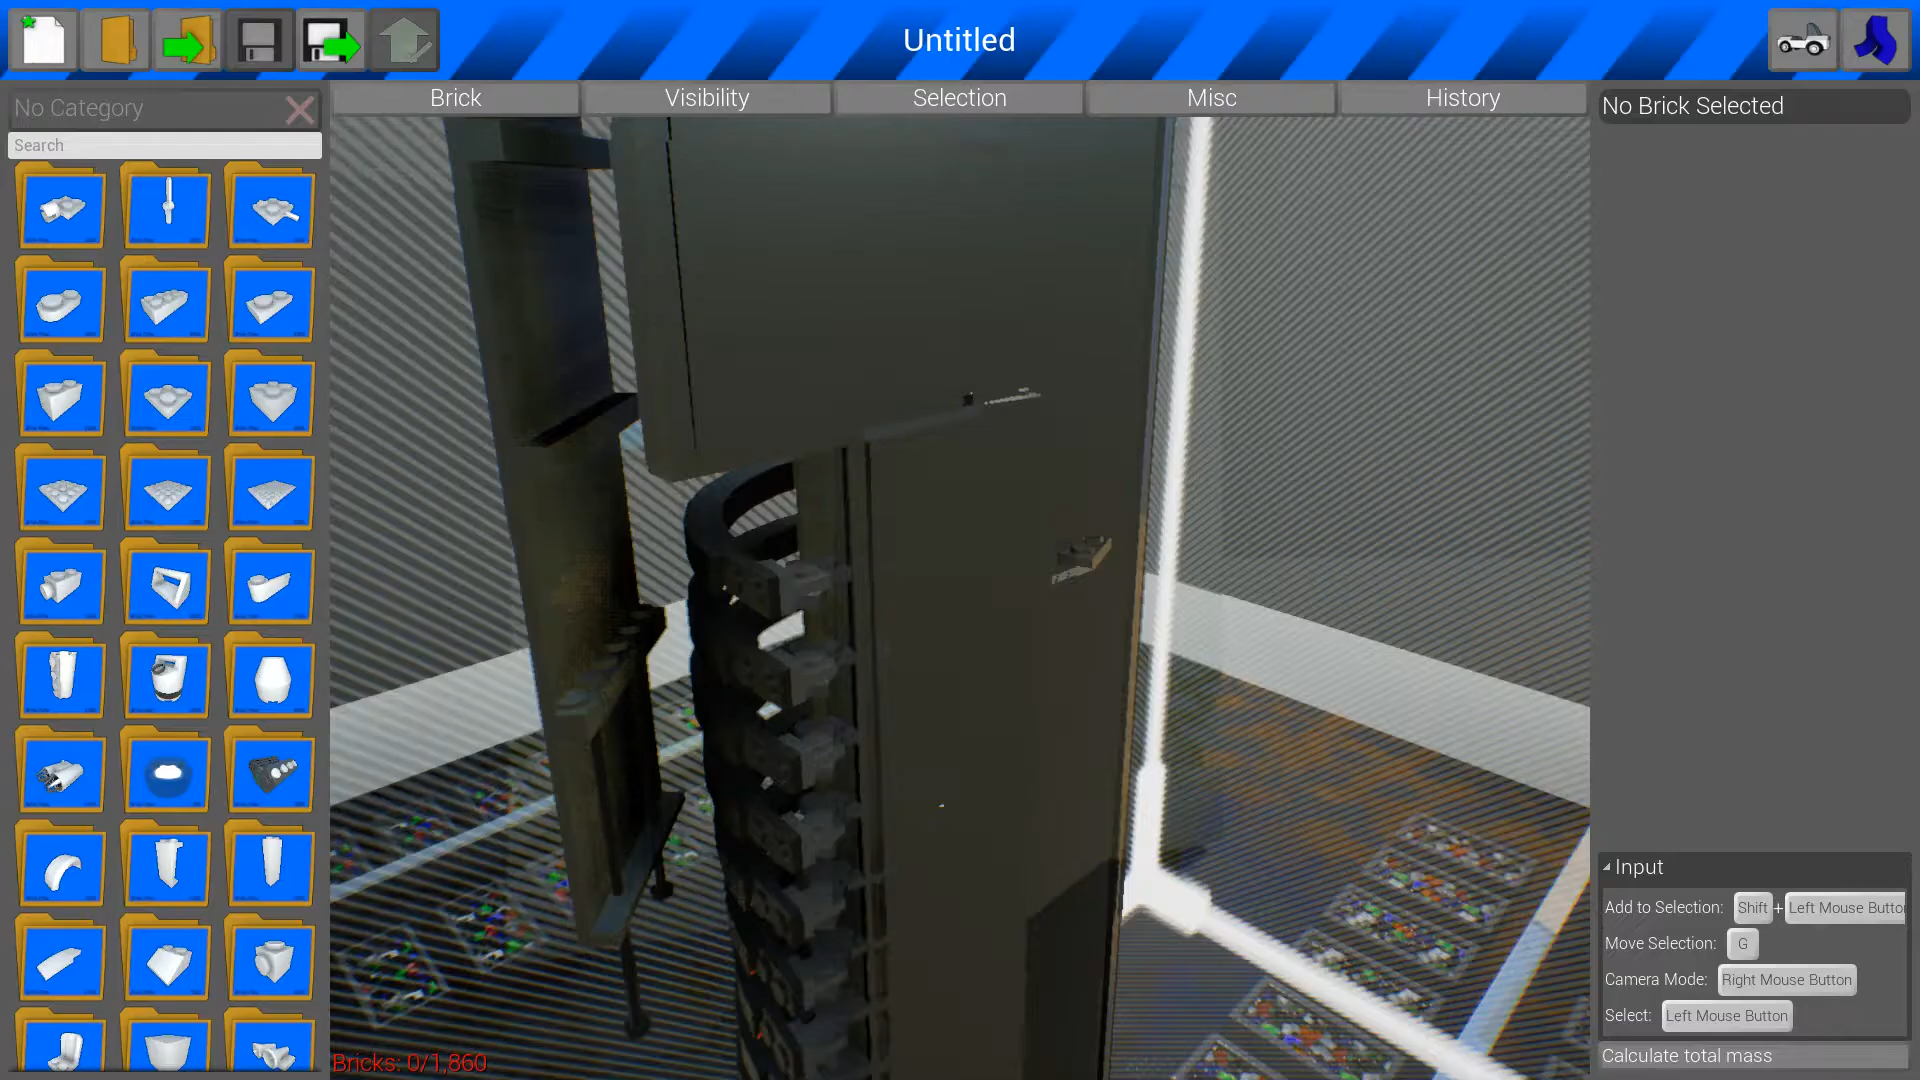 Untitled
No Category
Search
Brick
Visibility
Selection
Misc
History
No Brick Selected
Bricks: 0/1,860
Input
Add to Selection: Shift + Left Mouse Butto
Move Selection: G
Camera Mode: Right Mouse Button
Select: Left Mouse Button
Calculate total mass